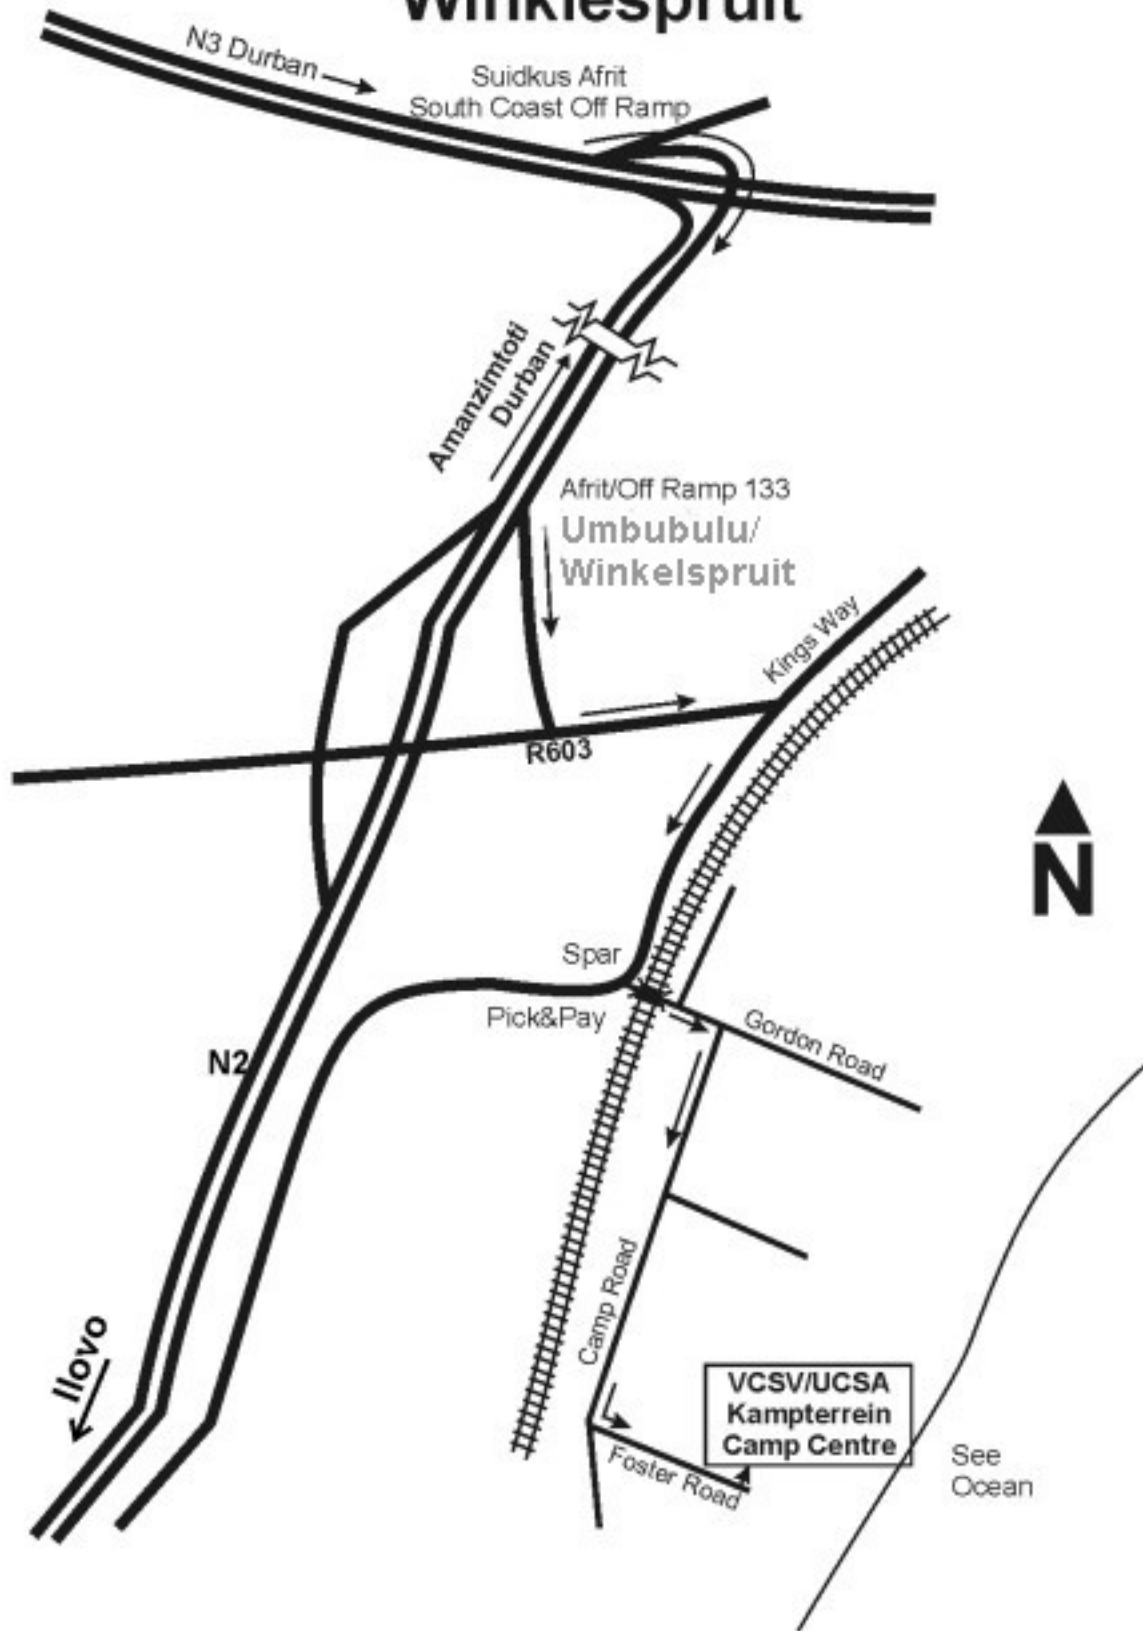 Winklespruit
N3 Durban
Suidkus Afrit
South Coast Off Ramp
Amanzimtoti
Durban
Afrit/Off Ramp 133
Umbubulu/
Winkelspruit
Kings Way
R603
N
Spar
Pick&Pay
Gordon Road
N2
Camp Road
Ilovo
VCSV/UCSA
Kampterrein
Camp Centre
Foster Road
See
Ocean